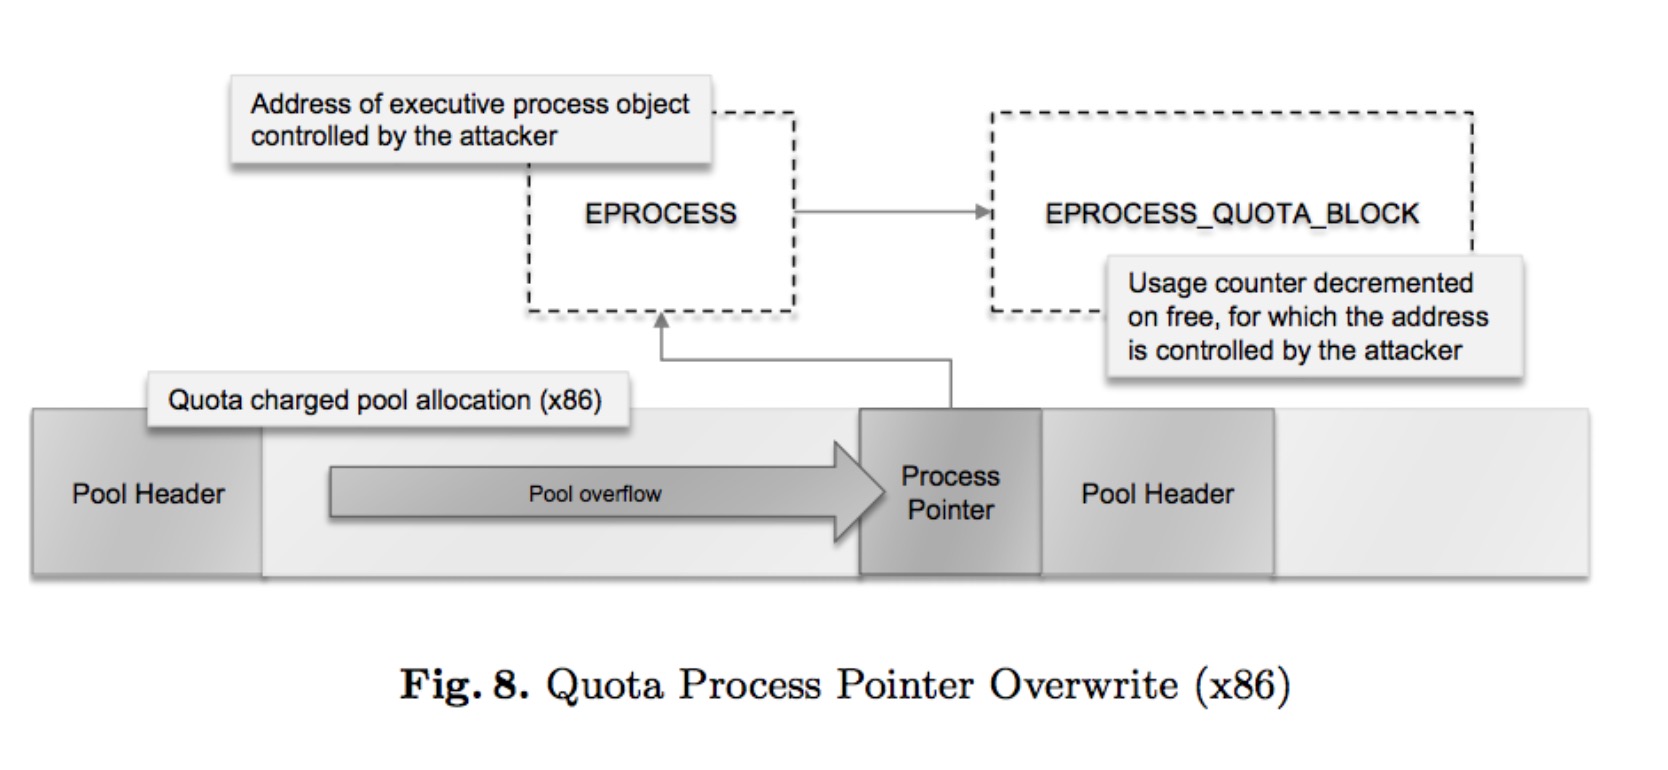 Address of executive process object
controlled by the attacker
EPROCESS
EPROCESS_QUOTA_BLOCK
Usage counter decremented
on free, for which the address
is controlled by the attacker
Quota charged pool allocation (x86)
Pool Header
Pool overflow
Process
Pointer
Pool Header
Fig. 8. Quota Process Pointer Overwrite (x86)